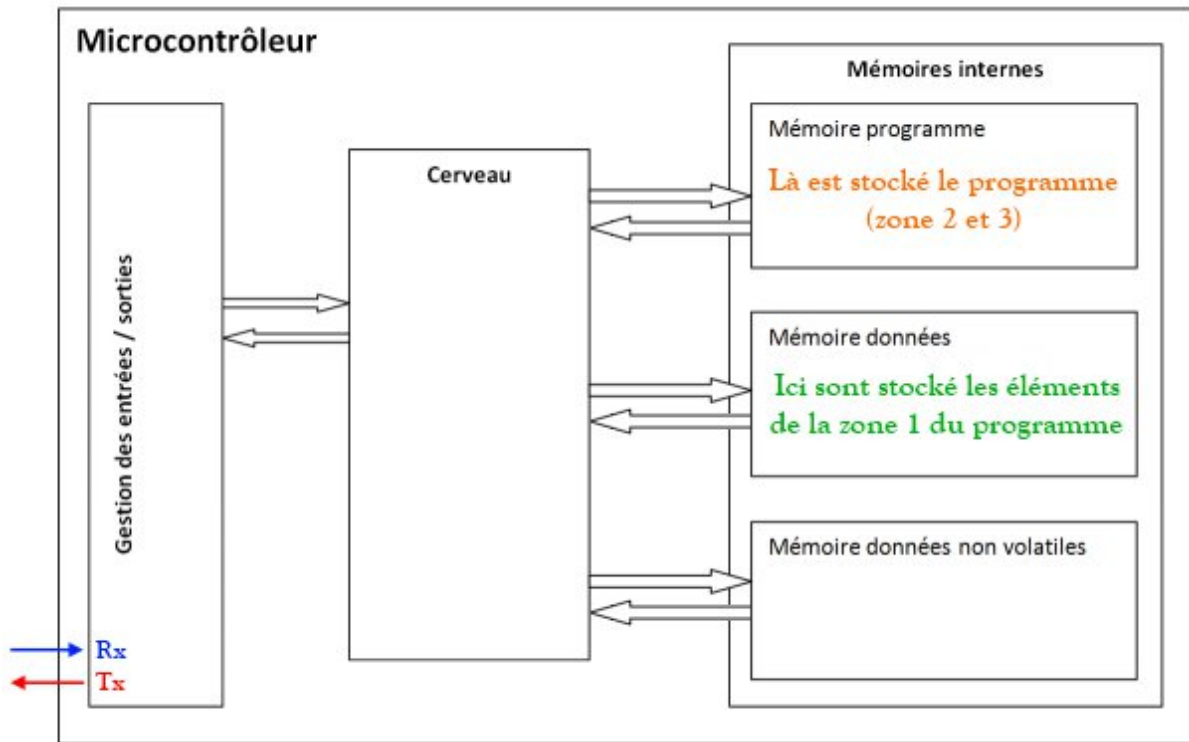 Microcontrôleur
Gestion des entrées / sorties
Rx
Tx
Cerveau
Mémoires internes
Mémoire programme
Là est stocké le programme
(zone 2 et 3)
Mémoire données
Ici sont stocké les éléments
de la zone 1 du programme
Mémoire données non volatiles